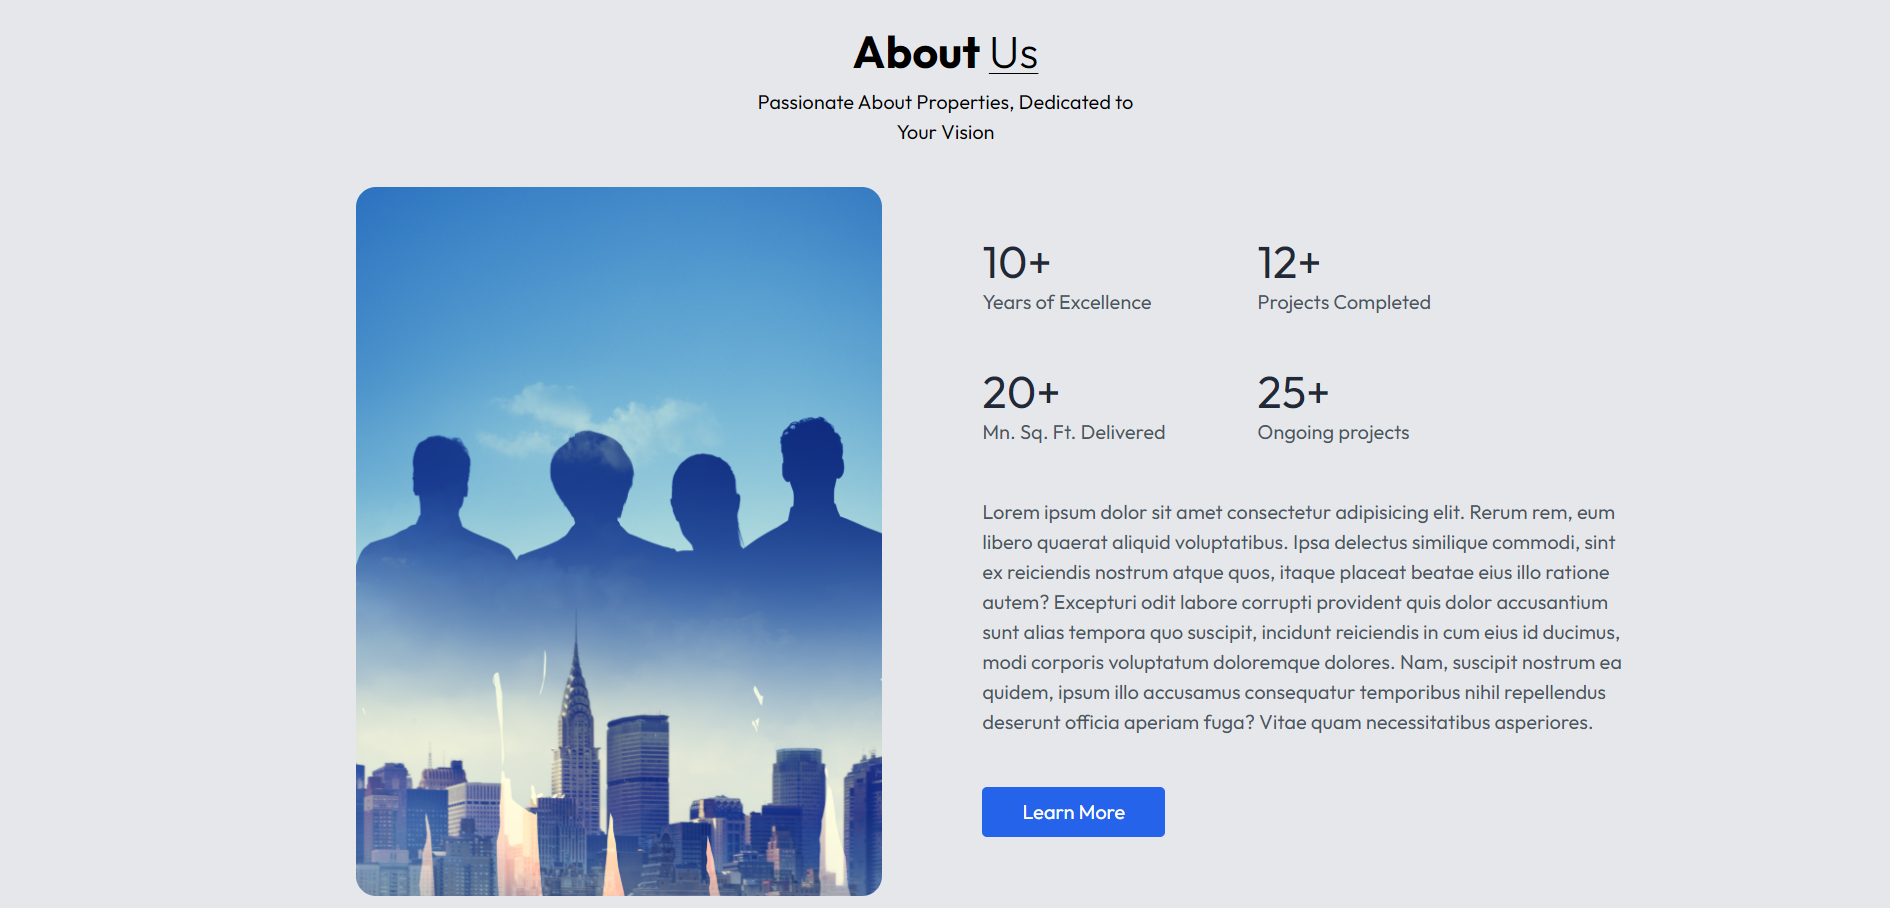 About Us
Passionate About Properties, Dedicated to
Your Vision
10+
Years of Excellence
12+
Projects Completed
20+
Mn. Sq. Ft. Delivered
25+
Ongoing projects
Lorem ipsum dolor sit amet consectetur adipisicing elit. Rerum rem, eum
libero quaerat aliquid voluptatibus. Ipsa delectus similique commodi, sint
ex reiciendis nostrum atque quos, itaque placeat beatae eius illo ratione
autem? Excepturi odit labore corrupti provident quis dolor accusantium
sunt alias tempora quo suscipit, incidunt reiciendis in cum eius id ducimus,
modi corporis voluptatum doloremque dolores. Nam, suscipit nostrum ea
quidem, ipsum illo accusamus consequatur temporibus nihil repellendus
deserunt officia aperiam fuga? Vitae quam necessitatibus asperiores.
Learn More